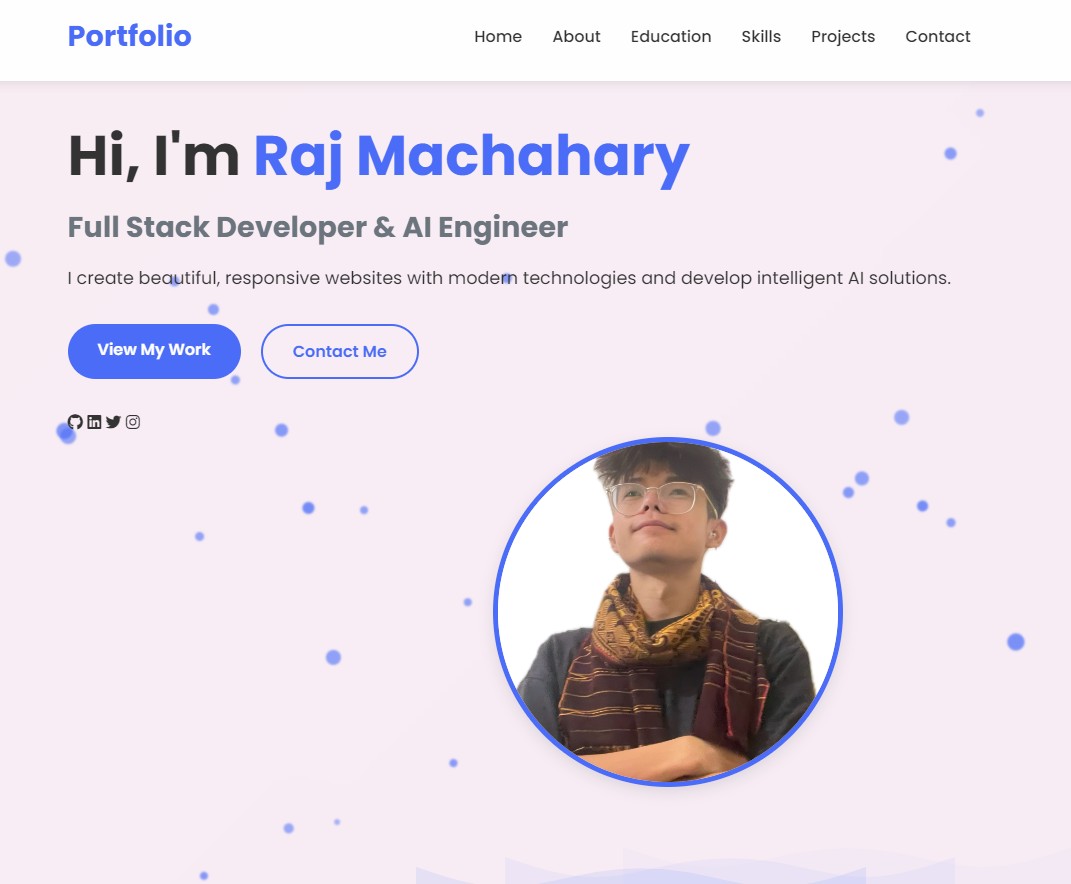 Portfolio
Home About Education Skills Projects Contact
Hi, I'm Raj Machahary
Full Stack Developer & AI Engineer
I create beautiful, responsive websites with modern technologies and develop intelligent AI solutions.
View My Work Contact Me